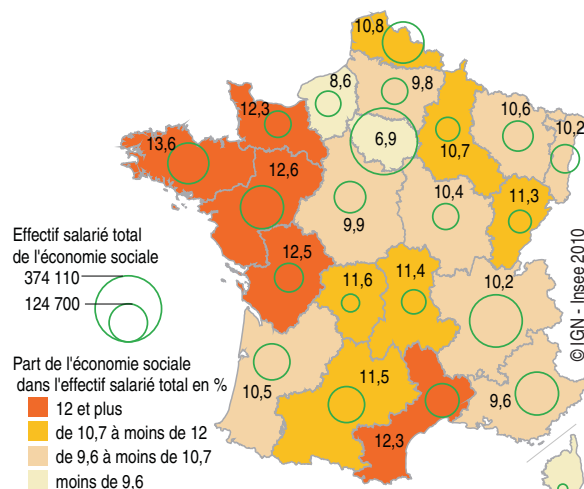 10,8
8,6
9,8
12,3
10,6
10,2
13,6
6,9
10,7
12,6
11,3
10,4
9,9
Effectif salarié total
de l'économie sociale
374 110
124 700
12,5
11,6
11,4
10,2
Part de l'économie sociale
dans l'effectif salarié total en %
12 et plus
de 10,7 à moins de 12
de 9,6 à moins de 10,7
moins de 9,6
10,5
11,5
9,6
12,3
©IGN - Insee 2010